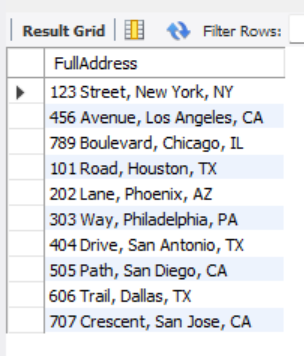 Result Grid Filter Rows:
FullAddress
123 Street, New York, NY
456 Avenue, Los Angeles, CA
789 Boulevard, Chicago, IL
101 Road, Houston, TX
202 Lane, Phoenix, AZ
303 Way, Philadelphia, PA
404 Drive, San Antonio, TX
505 Path, San Diego, CA
606 Trail, Dallas, TX
707 Crescent, San Jose, CA